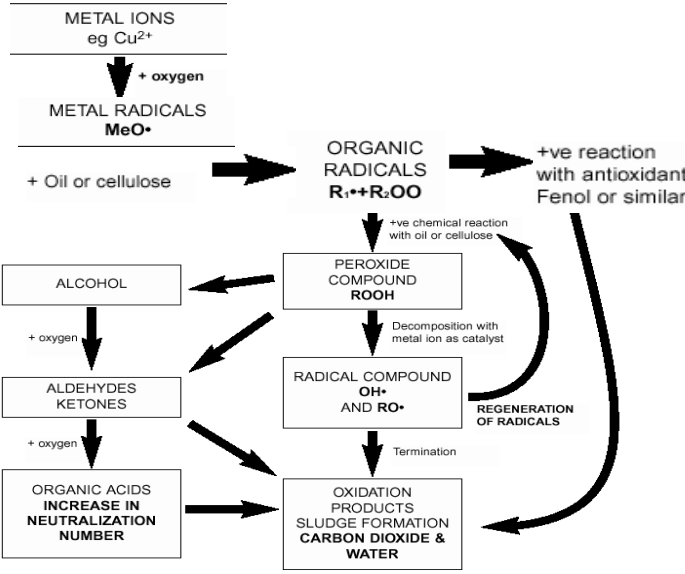 METAL IONS
eg Cu²⁺
+ oxygen
METAL RADICALS
MeO•
+ Oil or cellulose
ORGANIC
RADICALS
R₁•+R₂OO
+ve reaction
with antioxidant
Fenol or similar
+ve chemical reaction
with oil or cellulose
PEROXIDE
COMPOUND
ROOH
ALCOHOL
+ oxygen
Decomposition with
metal ion as catalyst
ALDEHYDES
KETONES
RADICAL COMPOUND
OH•
AND RO•
REGENERATION
OF RADICALS
+ oxygen
Termination
ORGANIC ACIDS
INCREASE IN
NEUTRALIZATION
NUMBER
OXIDATION
PRODUCTS
SLUDGE FORMATION
CARBON DIOXIDE &
WATER